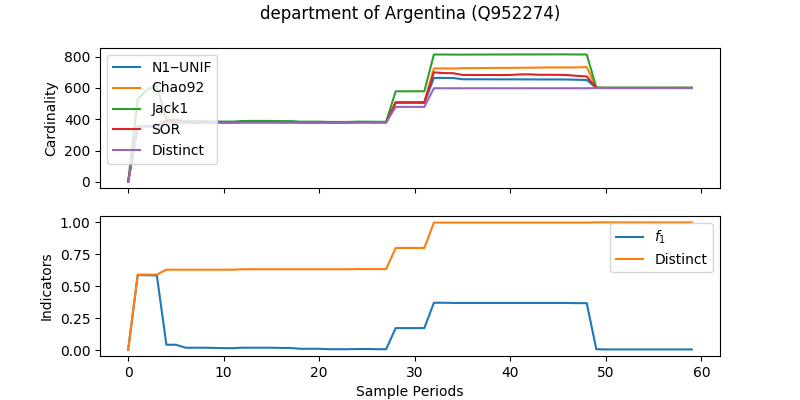 department of Argentina (Q952274)
Cardinality
800
600
400
200
0
N1−UNIF
Chao92
Jack1
SOR
Distinct
Indicators
1.00
0.75
0.50
0.25
0.00
f1
Distinct
0 10 20 30 40 50 60
Sample Periods